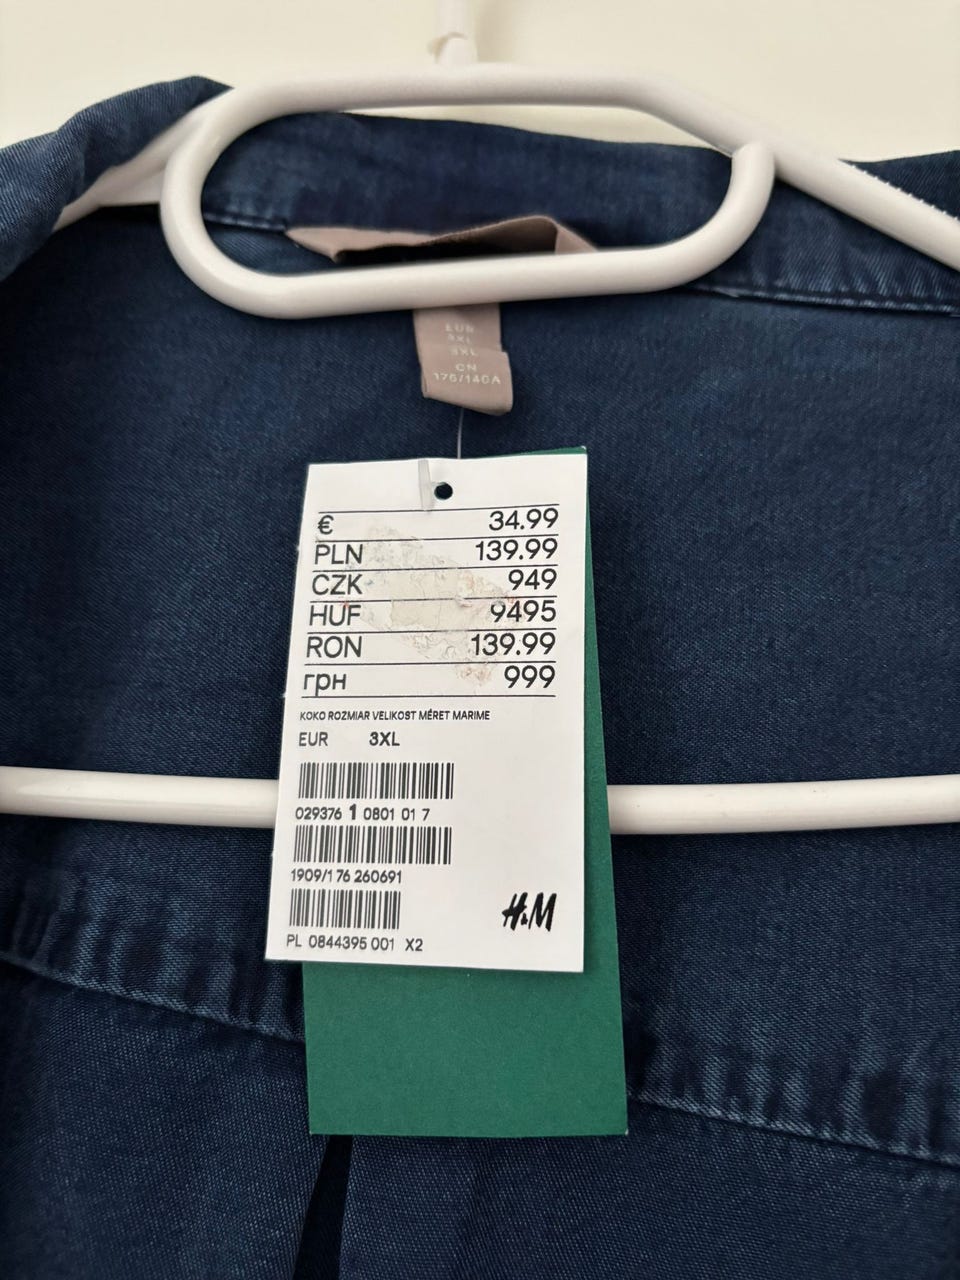 EUR
3XL
3XL
CN
175/140A
€ 34.99
PLN 139.99
CZK 949
HUF 9495
RON 139.99
грн 999
KOKO ROZMIAR VELIKOST MÉRET MARIME
EUR 3XL
029376 1 0801 01 7
1909/1 76 260691
H&M
PL 0844395 001 X2